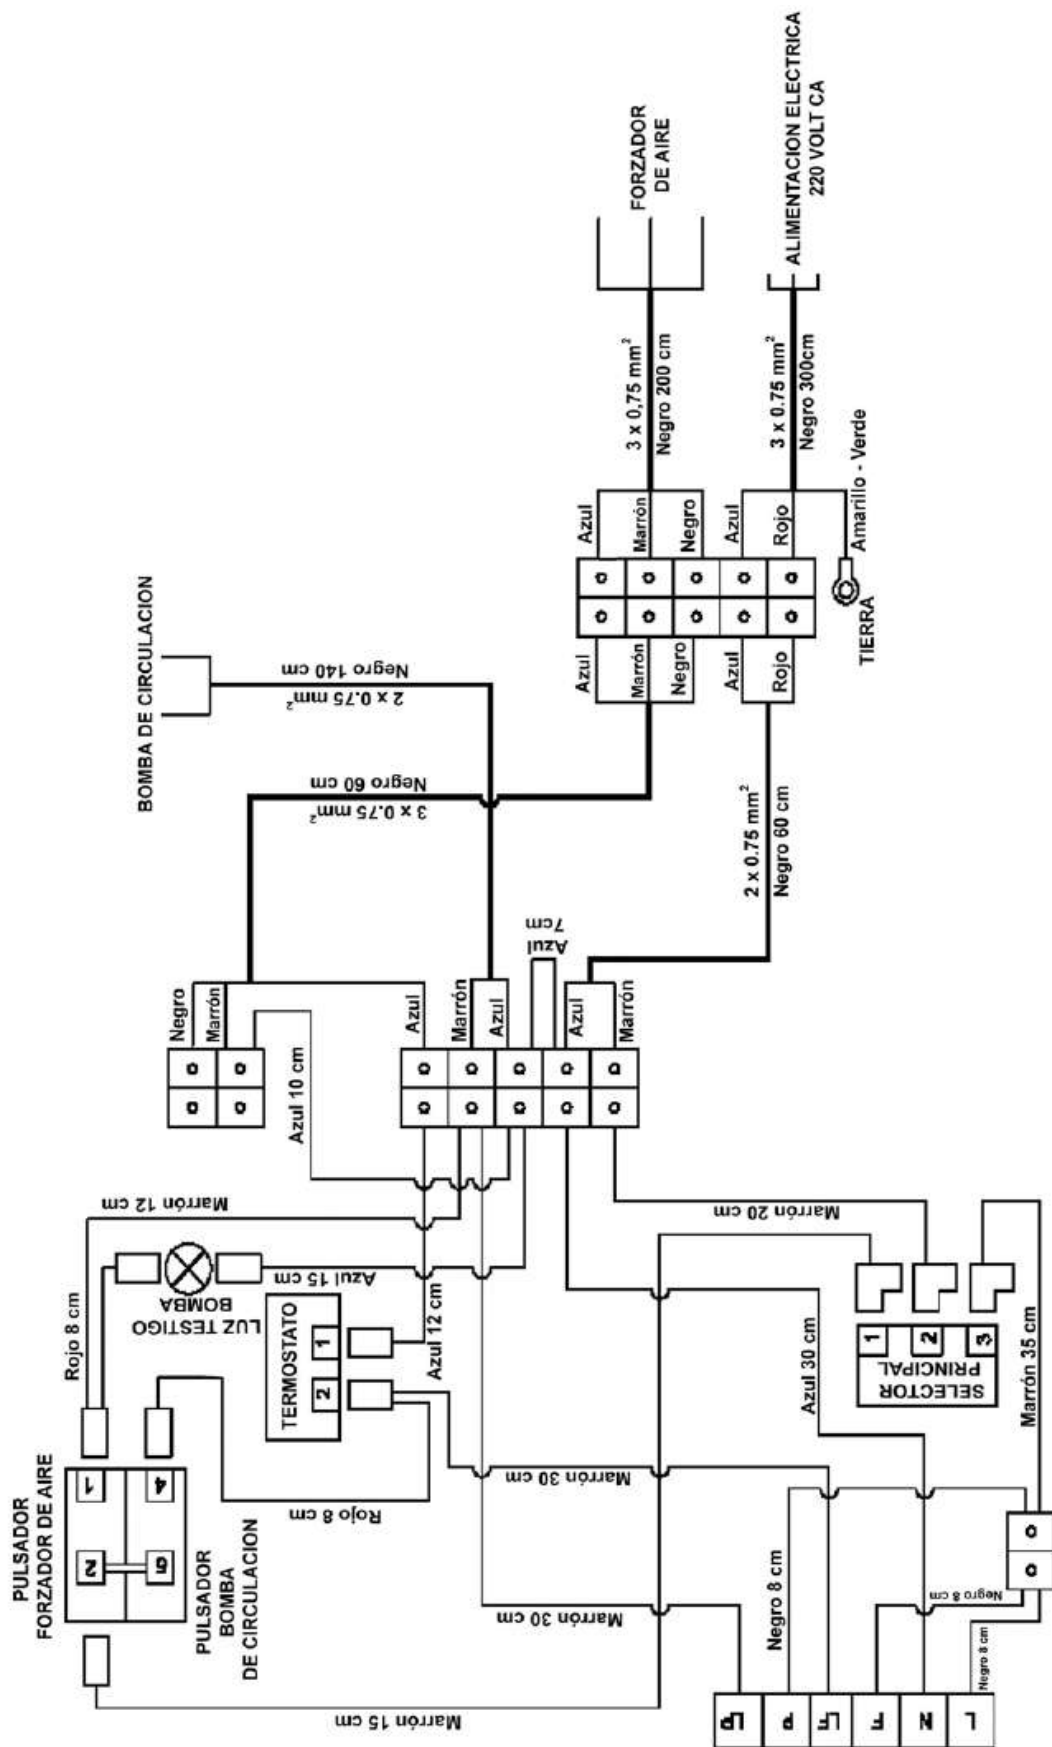 PULSADOR
FORZADOR DE AIRE
1
4
2
5
PULSADOR
BOMBA
DE CIRCULACION
Rojo 8 cm
LUZ TESTIGO
BOMBA
Marrón 12 cm
Azul 15 cm
TERMOSTATO
1
2
Azul 12 cm
Rojo 8 cm
Marrón 15 cm
Marrón 30 cm
Marrón 30 cm
Azul 10 cm
Negro
Marrón
Azul
Marrón
Azul
Azul
7cm
Azul
Marrón
BOMBA DE CIRCULACION
2 x 0.75 mm²
Negro 140 cm
3 x 0.75 mm²
Negro 60 cm
2 x 0.75 mm²
Negro 60 cm
Azul
Marrón
Negro
Azul
Rojo
Azul
Marrón
Negro
Azul
Rojo
TIERRA
Amarillo - Verde
3 x 0,75 mm²
Negro 200 cm
FORZADOR
DE AIRE
3 x 0.75 mm²
Negro 300cm
ALIMENTACION ELECTRICA
220 VOLT CA
Marrón 20 cm
Azul 30 cm
SELECTOR
PRINCIPAL
1
2
3
Marrón 35 cm
Negro 8 cm
Negro 8 cm
Negro 8 cm
LP
P
LF
F
N
L